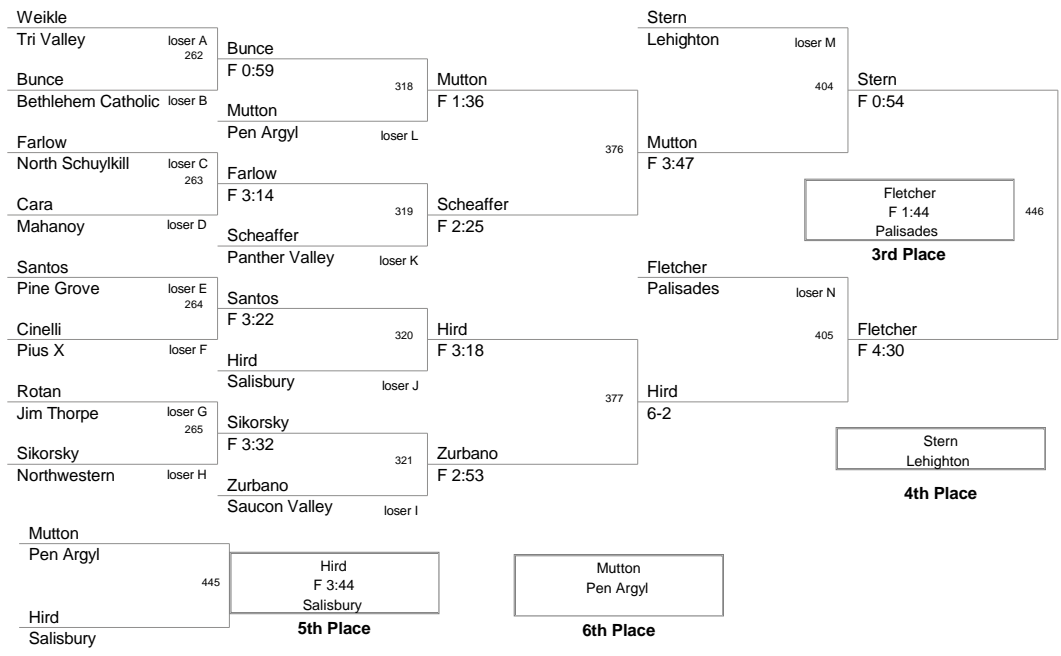 Weikle
Tri Valley
loser A
262
Bunce
Bethlehem Catholic
loser B
Farlow
North Schuylkill
loser C
263
Cara
Mahanoy
loser D
Santos
Pine Grove
loser E
264
Cinelli
Pius X
loser F
Rotan
Jim Thorpe
loser G
265
Sikorsky
Northwestern
loser H
Bunce
F 0:59
318
Mutton
Pen Argyl
loser L
Farlow
F 3:14
319
Scheaffer
Panther Valley
loser K
Santos
F 3:22
320
Hird
Salisbury
loser J
Sikorsky
F 3:32
321
Zurbano
Saucon Valley
loser I
Mutton
F 1:36
376
Scheaffer
F 2:25
Hird
F 3:18
377
Zurbano
F 2:53
Stern
Lehighton
loser M
404
Mutton
F 3:47
Fletcher
Palisades
loser N
405
Hird
6-2
Stern
F 0:54
446
Fletcher
F 4:30
Fletcher
F 1:44
Palisades
3rd Place
Stern
Lehighton
4th Place
Mutton
Pen Argyl
445
Hird
Salisbury
Hird
F 3:44
Salisbury
5th Place
Mutton
Pen Argyl
6th Place